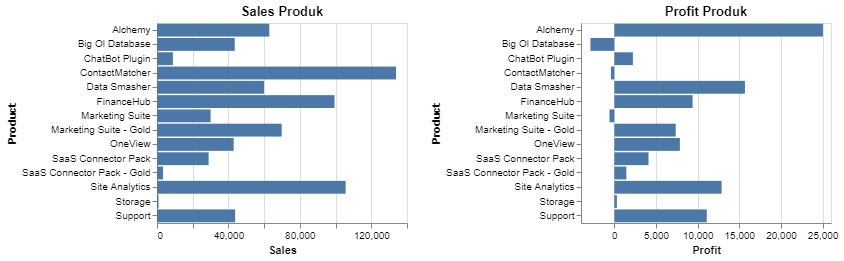 Sales Produk
Product
Alchemy
Big Ol Database
ChatBot Plugin
ContactMatcher
Data Smasher
FinanceHub
Marketing Suite
Marketing Suite - Gold
OneView
SaaS Connector Pack
SaaS Connector Pack - Gold
Site Analytics
Storage
Support
0 40,000 80,000 120,000
Sales
Profit Produk
Product
Alchemy
Big Ol Database
ChatBot Plugin
ContactMatcher
Data Smasher
FinanceHub
Marketing Suite
Marketing Suite - Gold
OneView
SaaS Connector Pack
SaaS Connector Pack - Gold
Site Analytics
Storage
Support
0 5,000 10,000 15,000 20,000 25,000
Profit